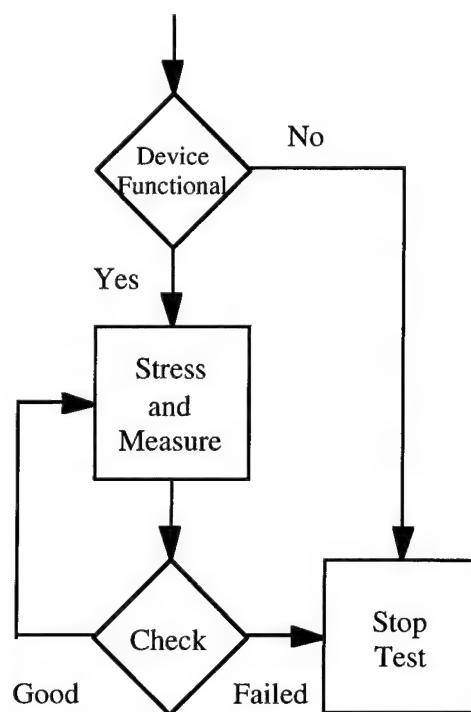 Device
Functional
No
Yes
Stress
and
Measure
Check
Good
Failed
Stop
Test